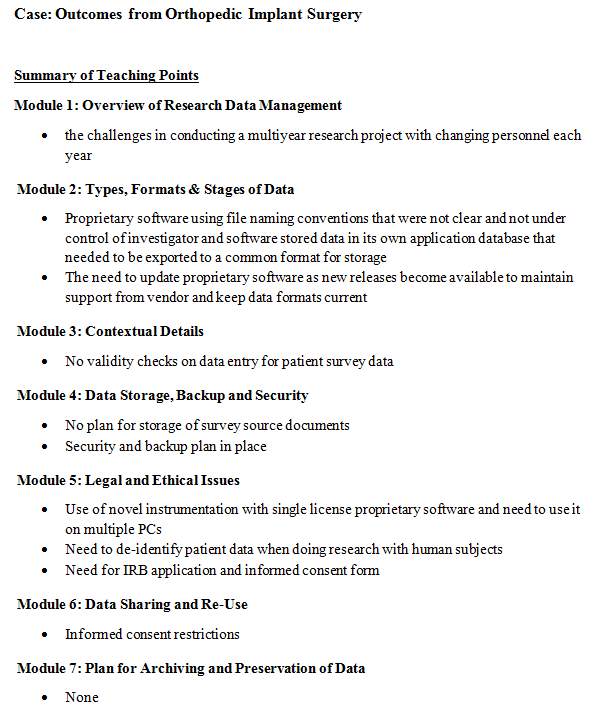 Case: Outcomes from Orthopedic Implant Surgery
Summary of Teaching Points
Module 1: Overview of Research Data Management
• the challenges in conducting a multiyear research project with changing personnel each
year
Module 2: Types, Formats & Stages of Data
• Proprietary software using file naming conventions that were not clear and not under
control of investigator and software stored data in its own application database that
needed to be exported to a common format for storage
• The need to update proprietary software as new releases become available to maintain
support from vendor and keep data formats current
Module 3: Contextual Details
• No validity checks on data entry for patient survey data
Module 4: Data Storage, Backup and Security
• No plan for storage of survey source documents
• Security and backup plan in place
Module 5: Legal and Ethical Issues
• Use of novel instrumentation with single license proprietary software and need to use it
on multiple PCs
• Need to de-identify patient data when doing research with human subjects
• Need for IRB application and informed consent form
Module 6: Data Sharing and Re-Use
• Informed consent restrictions
Module 7: Plan for Archiving and Preservation of Data
• None